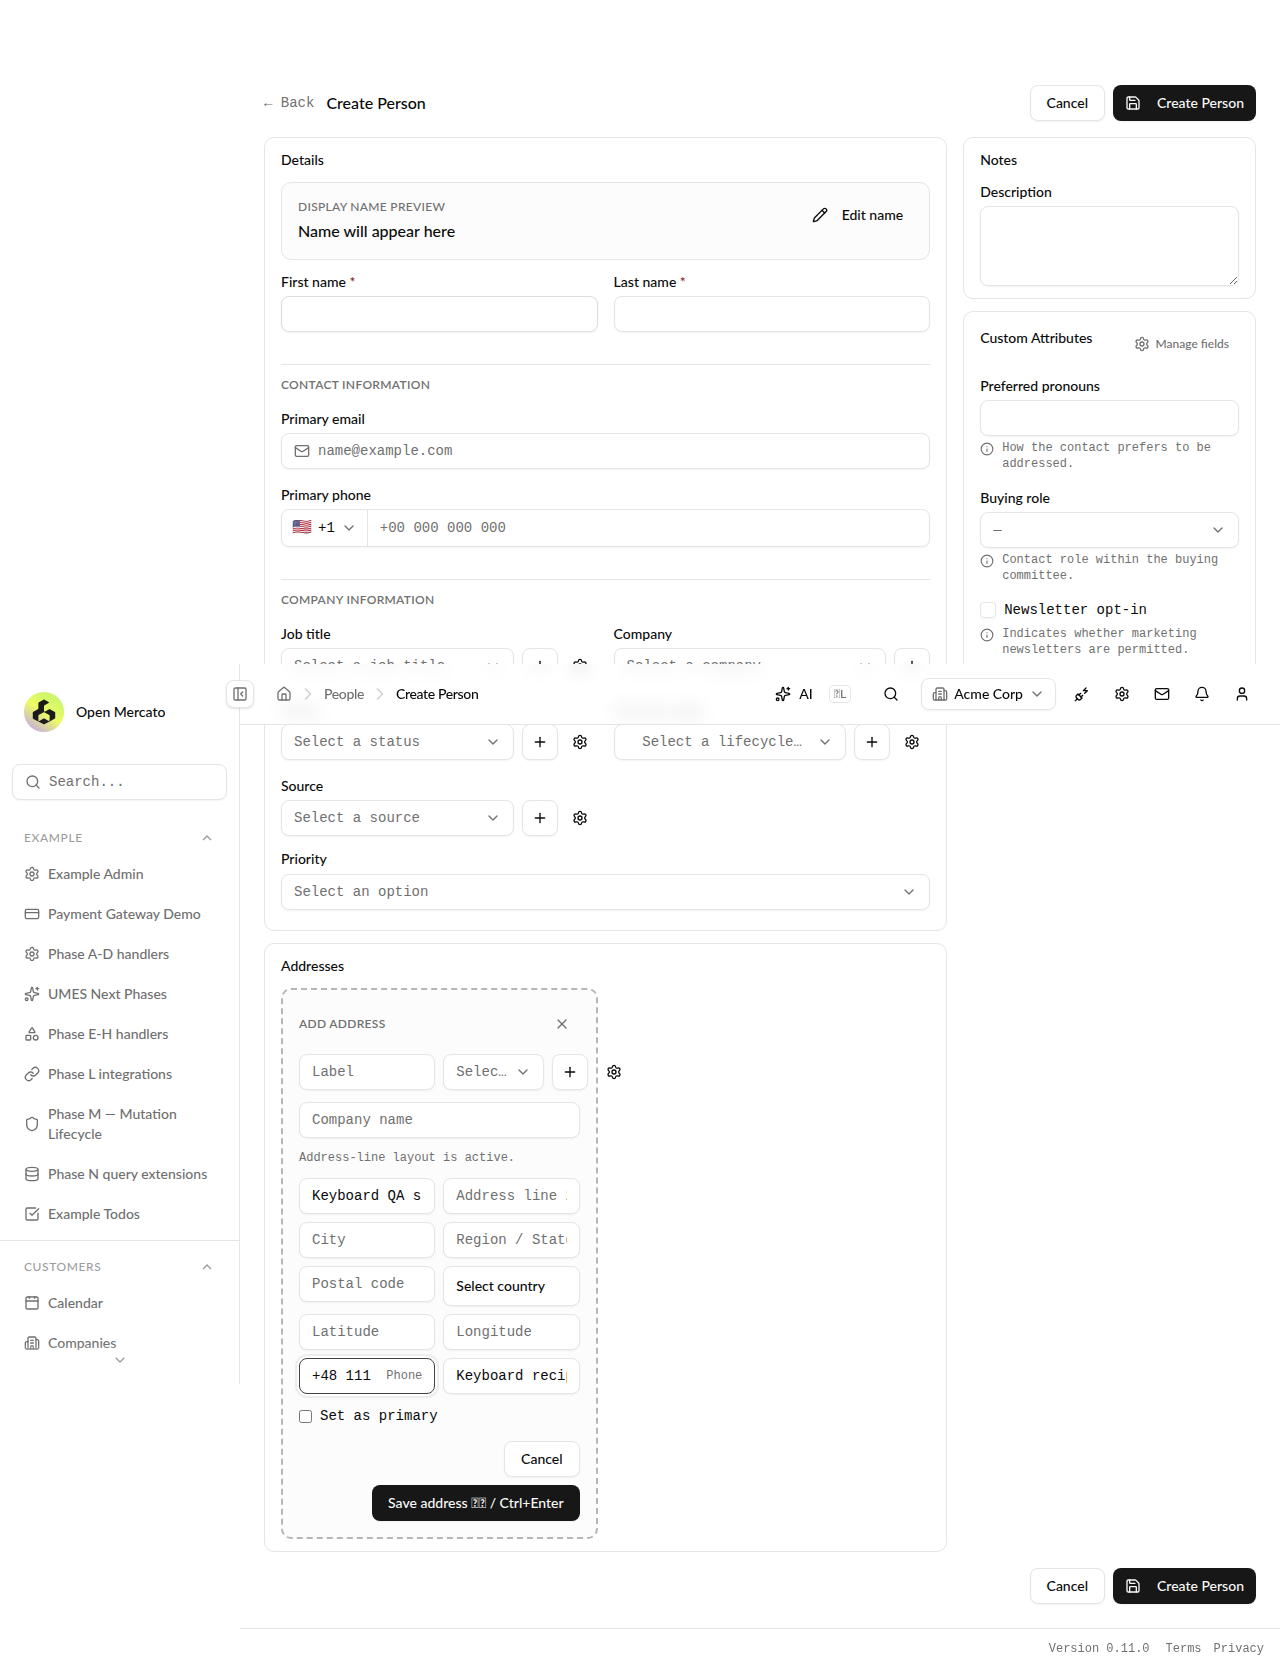 ← Back Create Person
Cancel
Create Person
Details
DISPLAY NAME PREVIEW
Name will appear here
Edit name
First name *
Last name *
CONTACT INFORMATION
Primary email
name@example.com
Primary phone
🇺🇸 +1
+00 000 000 000
COMPANY INFORMATION
Job title
Company
Notes
Description
Custom Attributes
Manage fields
Preferred pronouns
How the contact prefers to be
addressed.
Buying role
—
Contact role within the buying
committee.
Newsletter opt-in
Indicates whether marketing
newsletters are permitted.
Open Mercato
People
Create Person
AI
L
Acme Corp
Search...
EXAMPLE
Example Admin
Payment Gateway Demo
Phase A-D handlers
UMES Next Phases
Phase E-H handlers
Phase L integrations
Phase M — Mutation
Lifecycle
Phase N query extensions
Example Todos
CUSTOMERS
Calendar
Companies
Select a status
Select a lifecycle…
Source
Select a source
Priority
Select an option
Addresses
ADD ADDRESS
Label
Selec…
Company name
Address-line layout is active.
Keyboard QA s
Address line
City
Region / Stat
Postal code
Select country
Latitude
Longitude
+48 111
Phone
Keyboard recip
Set as primary
Cancel
Save address / Ctrl+Enter
Cancel
Create Person
Version 0.11.0
Terms
Privacy